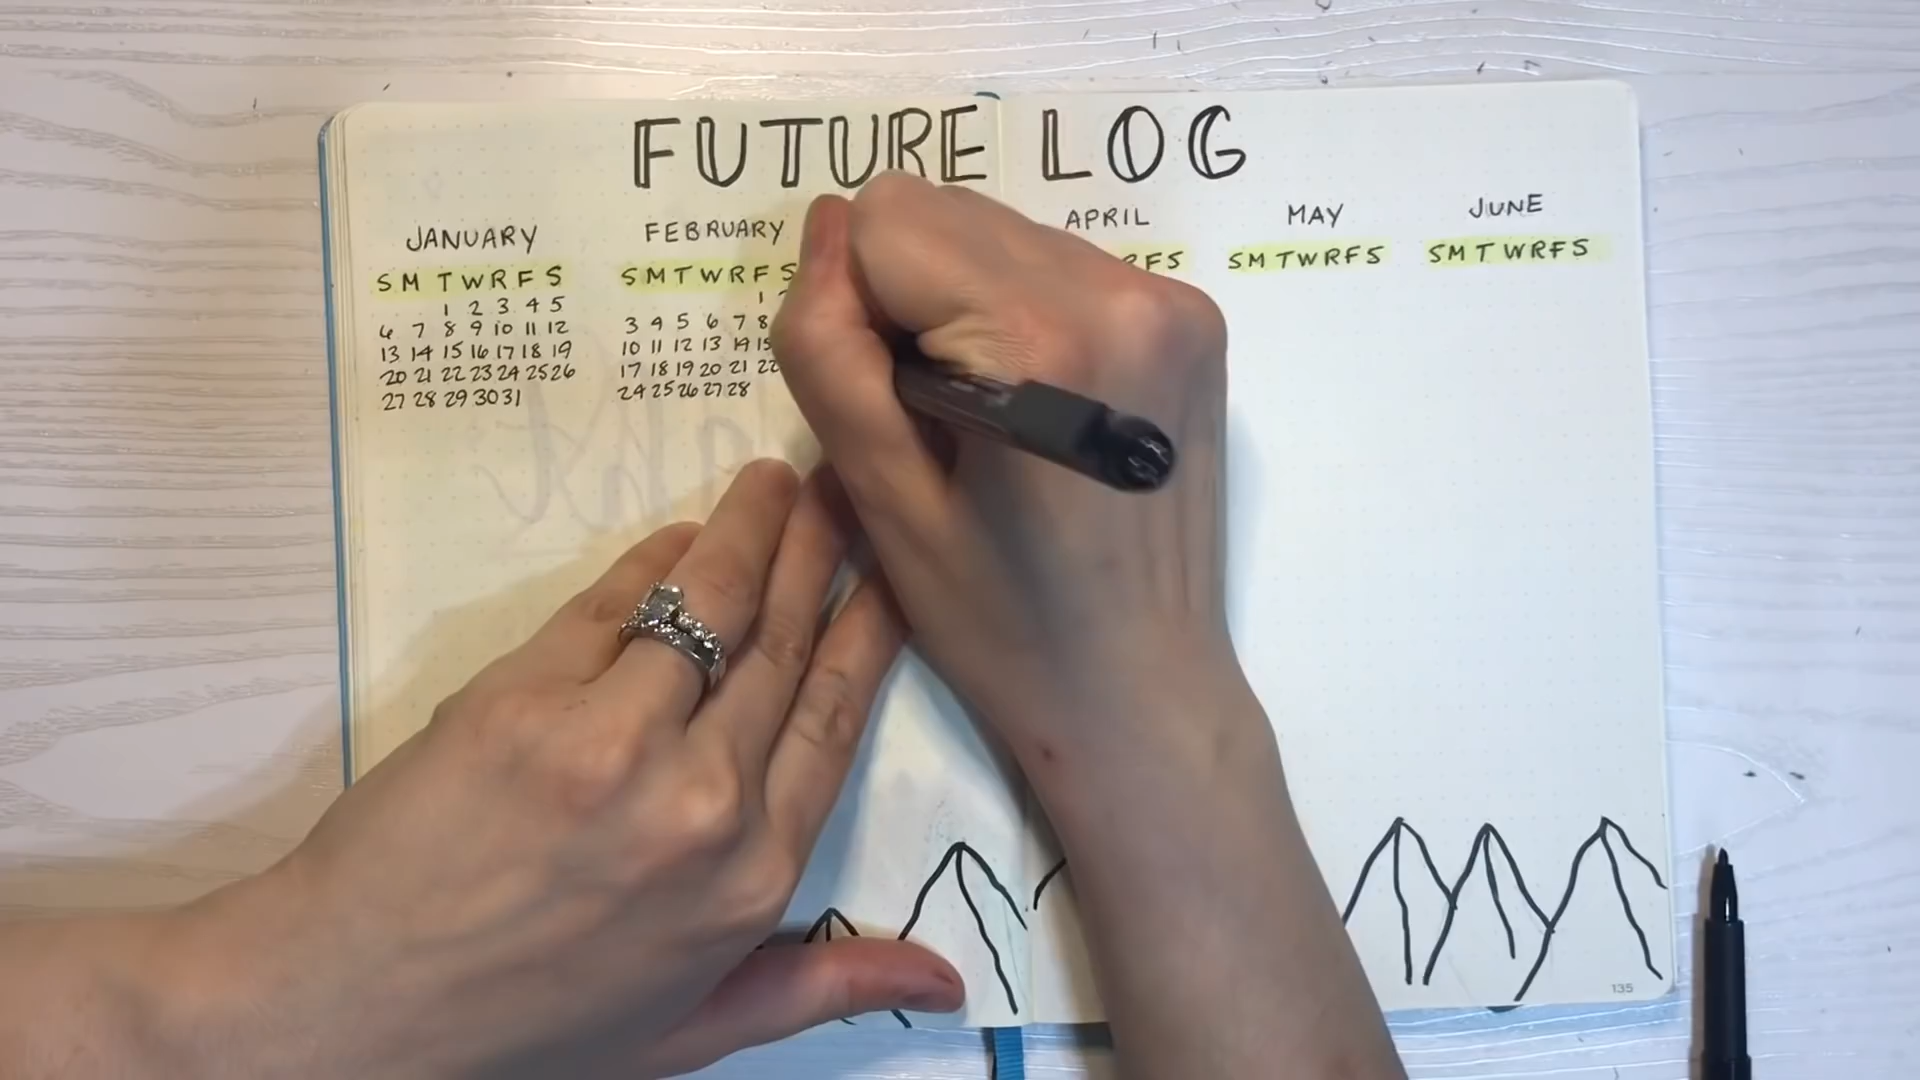 FUTURE LOG
JANUARY
S M T W R F S
1 2 3 4 5
6 7 8 9 10 11 12
13 14 15 16 17 18 19
20 21 22 23 24 25 26
27 28 29 30 31
FEBRUARY
S M T W R F S
1
3 4 5 6 7 8
10 11 12 13 14 15
17 18 19 20 21 22
24 25 26 27 28
APRIL
R F S
MAY
S M T W R F S
JUNE
S M T W R F S
135